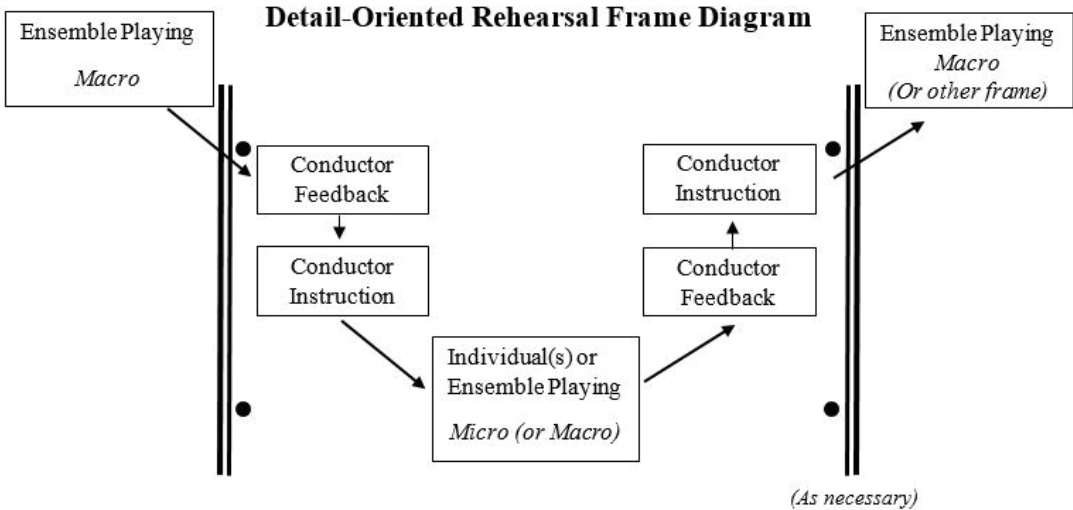 Detail-Oriented Rehearsal Frame Diagram
Ensemble Playing
Macro
Conductor
Feedback
Conductor
Instruction
Individual(s) or
Ensemble Playing
Micro (or Macro)
Conductor
Feedback
Conductor
Instruction
Ensemble Playing
Macro
(Or other frame)
(As necessary)